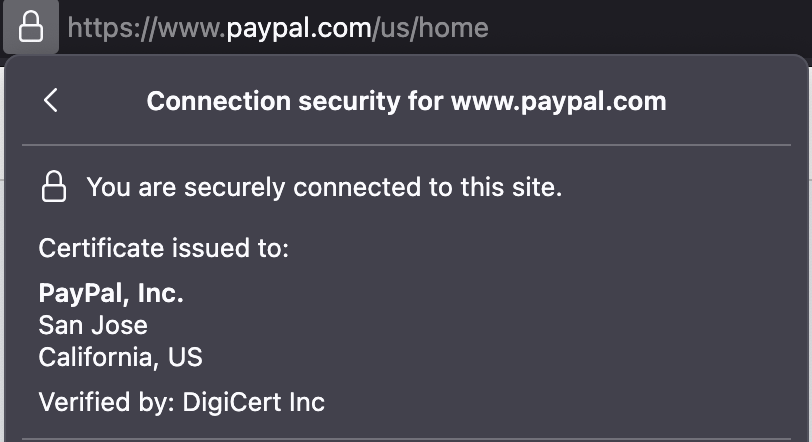 https://www.paypal.com/us/home
Connection security for www.paypal.com
You are securely connected to this site.
Certificate issued to:
PayPal, Inc.
San Jose
California, US
Verified by: DigiCert Inc